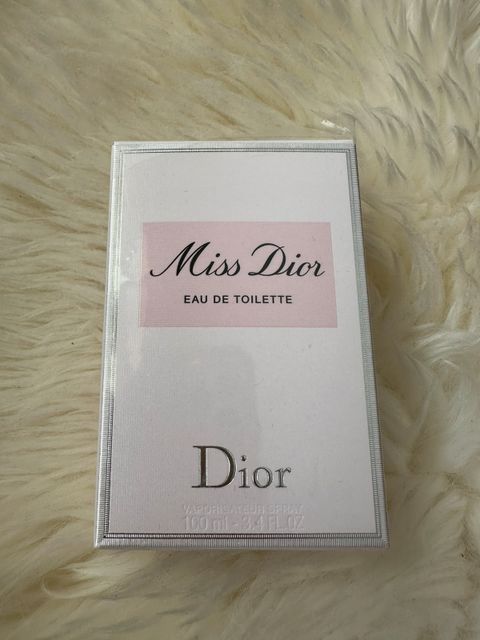 Miss Dior
EAU DE TOILETTE
Dior
VAPORISATEUR SPRAY
100 ml - 3.4 FL.OZ